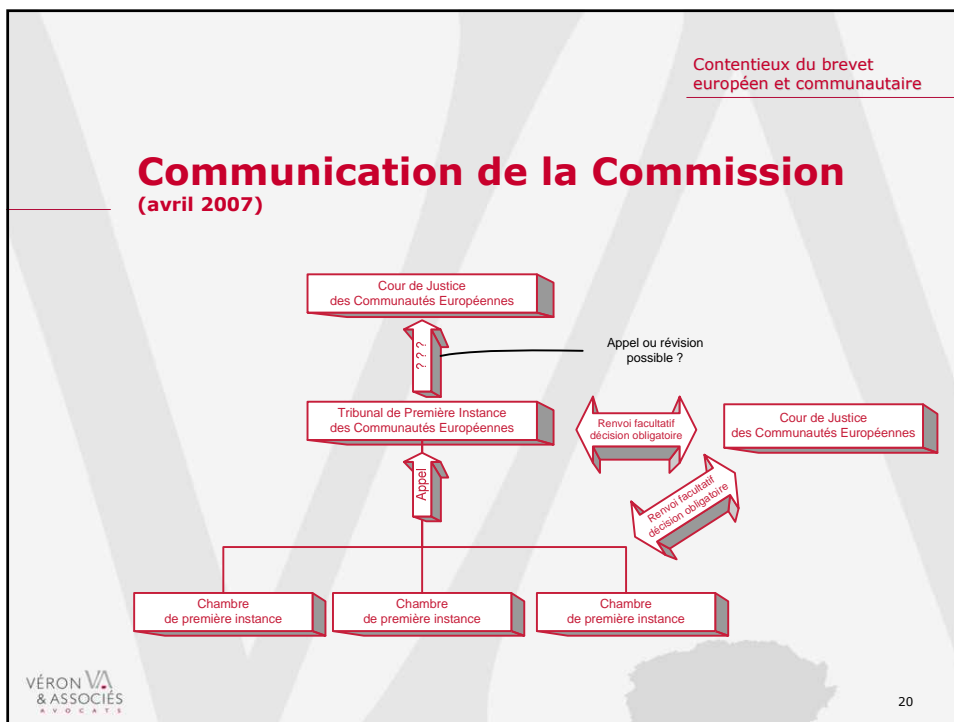 Contentieux du brevet
européen et communautaire
Communication de la Commission
(avril 2007)
Cour de Justice
des Communautés Européennes
? ? ?
Appel ou révision
possible ?
Tribunal de Première Instance
des Communautés Européennes
Renvoi facultatif
décision obligatoire
Cour de Justice
des Communautés Européennes
Renvoi facultatif
décision obligatoire
Appel
Chambre
de première instance
Chambre
de première instance
Chambre
de première instance
VÉRON VA
& ASSOCIÉS
AVOCATS
20